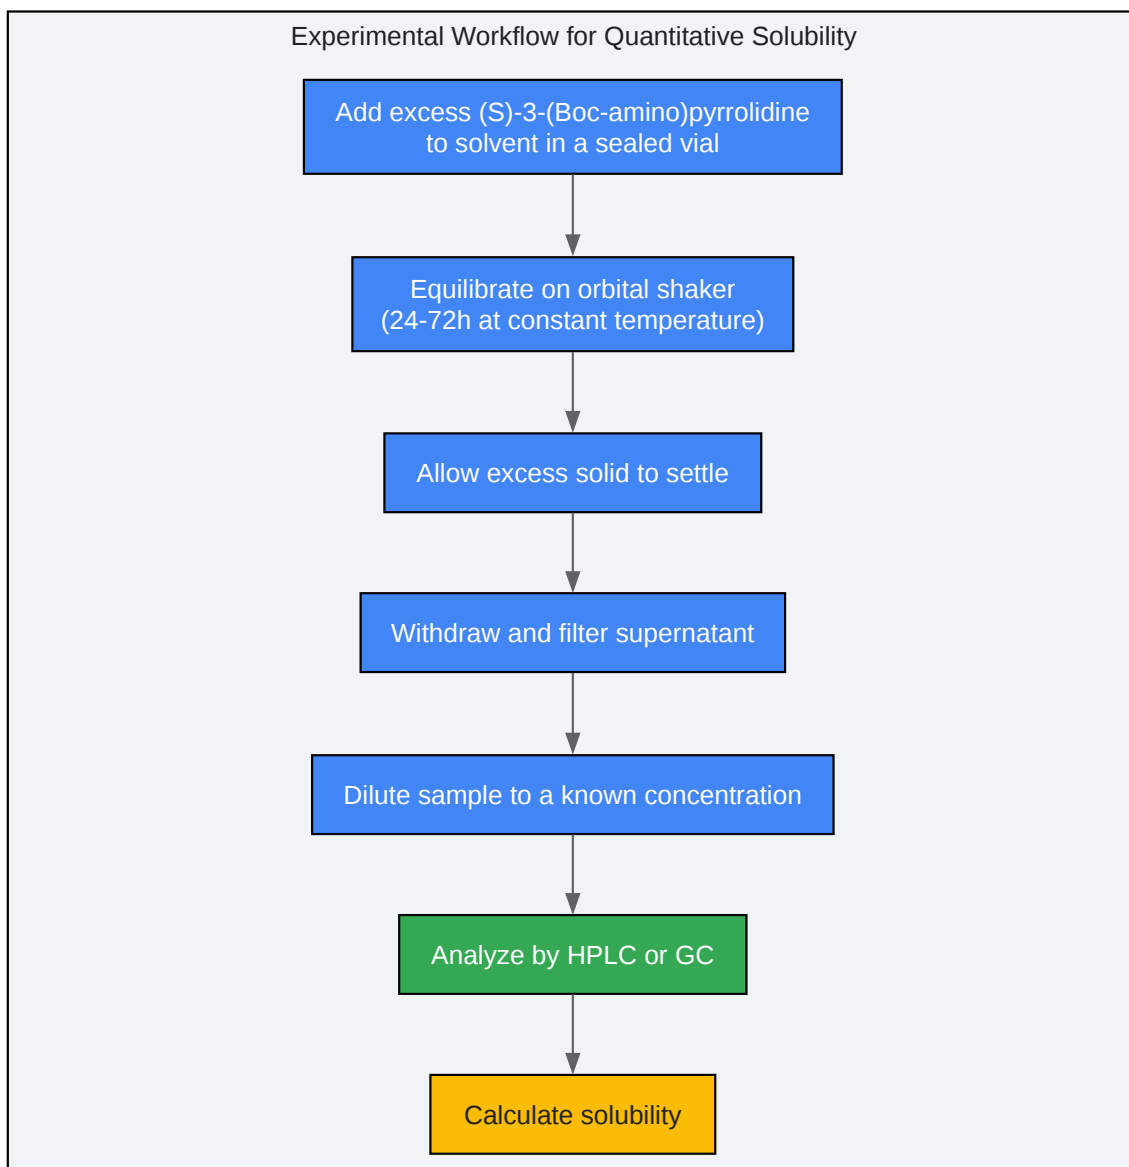 Experimental Workflow for Quantitative Solubility
Add excess (S)-3-(Boc-amino)pyrrolidine
to solvent in a sealed vial
Equilibrate on orbital shaker
(24-72h at constant temperature)
Allow excess solid to settle
Withdraw and filter supernatant
Dilute sample to a known concentration
Analyze by HPLC or GC
Calculate solubility